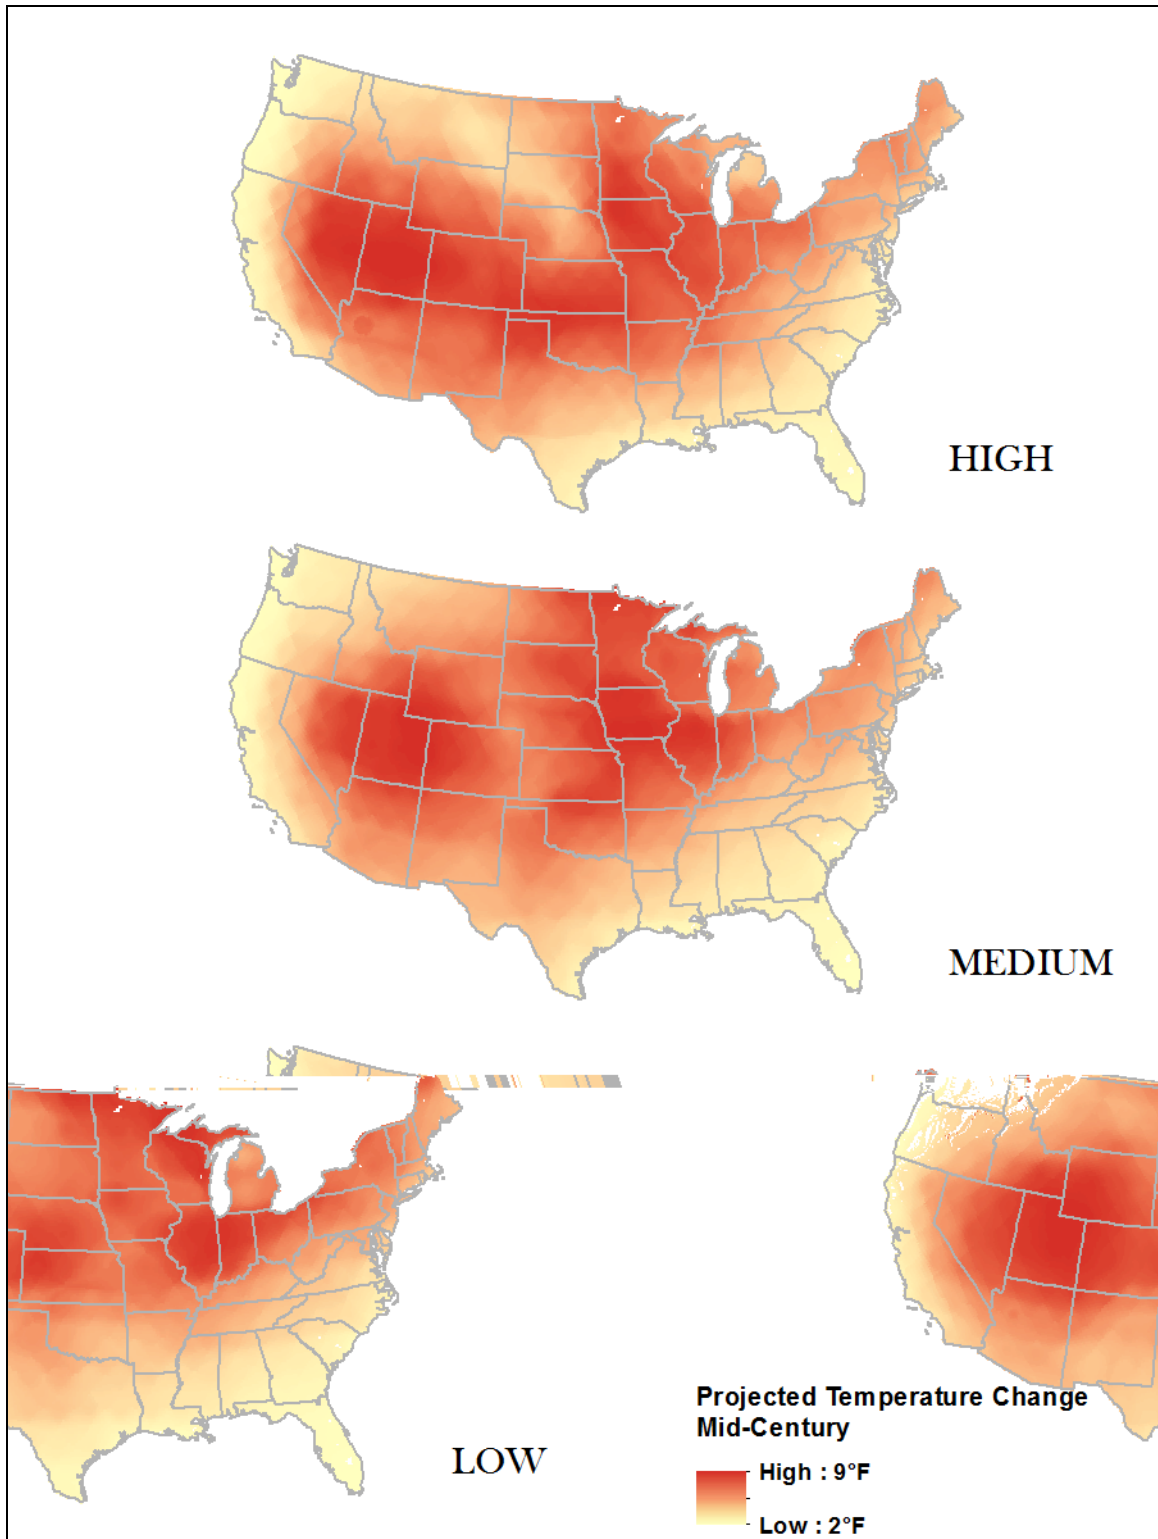 HIGH
MEDIUM
LOW
Projected Temperature Change
Mid-Century
High : 9°F
Low : 2°F